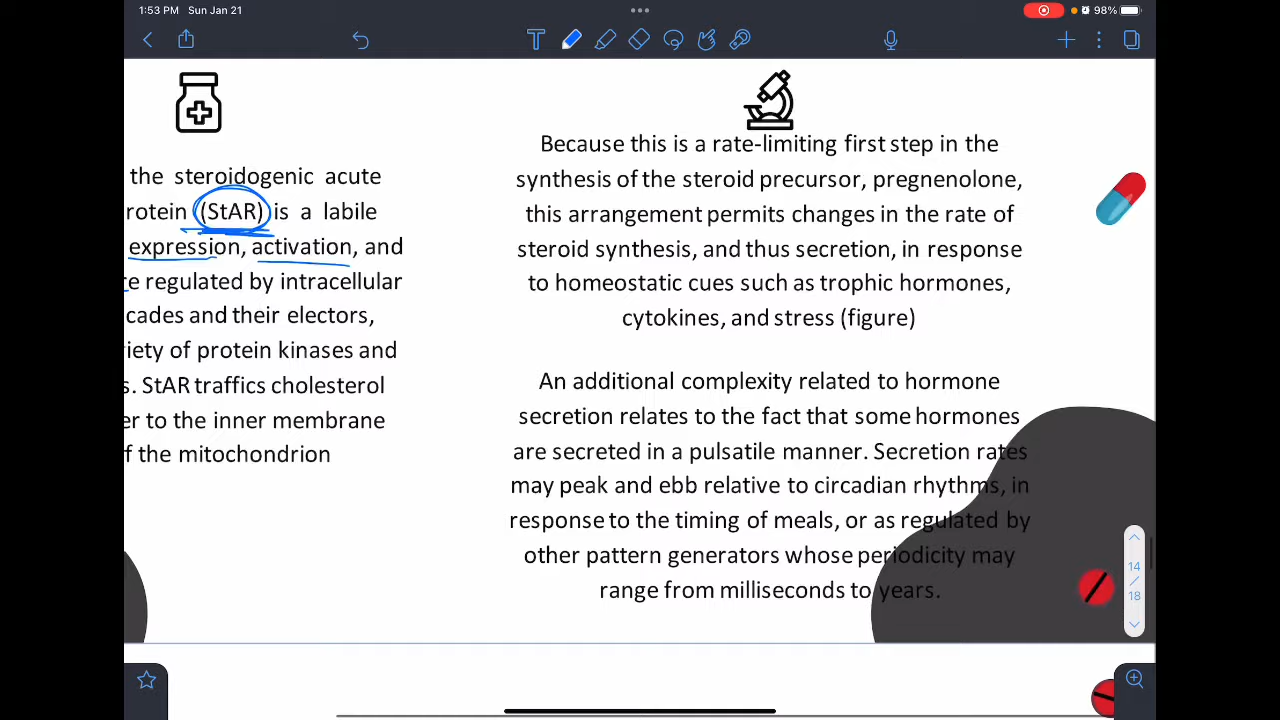 1:53 PM Sun Jan 21
98%
the steroidogenic acute
rotein (StAR) is a labile
expression, activation, and
e regulated by intracellular
cades and their electors,
riety of protein kinases and
s. StAR traffics cholesterol
er to the inner membrane
f the mitochondrion
Because this is a rate-limiting first step in the
synthesis of the steroid precursor, pregnenolone,
this arrangement permits changes in the rate of
steroid synthesis, and thus secretion, in response
to homeostatic cues such as trophic hormones,
cytokines, and stress (figure)
An additional complexity related to hormone
secretion relates to the fact that some hormones
are secreted in a pulsatile manner. Secretion rates
may peak and ebb relative to circadian rhythms, in
response to the timing of meals, or as regulated by
other pattern generators whose periodicity may
range from milliseconds to years.
14
/
18